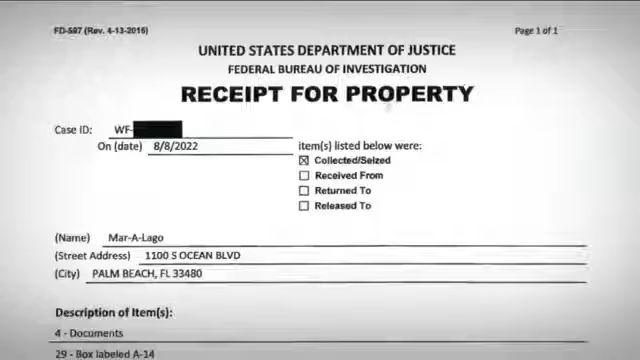 FD-597 (Rev. 4-13-2016) Page 1 of 1
UNITED STATES DEPARTMENT OF JUSTICE
FEDERAL BUREAU OF INVESTIGATION
RECEIPT FOR PROPERTY
Case ID: WF-
On (date) 8/8/2022 item(s) listed below were:
☒ Collected/Seized
☐ Received From
☐ Returned To
☐ Released To
(Name) Mar-A-Lago
(Street Address) 1100 S OCEAN BLVD
(City) PALM BEACH, FL 33480
Description of Item(s):
4 - Documents
29 - Box labeled A-14